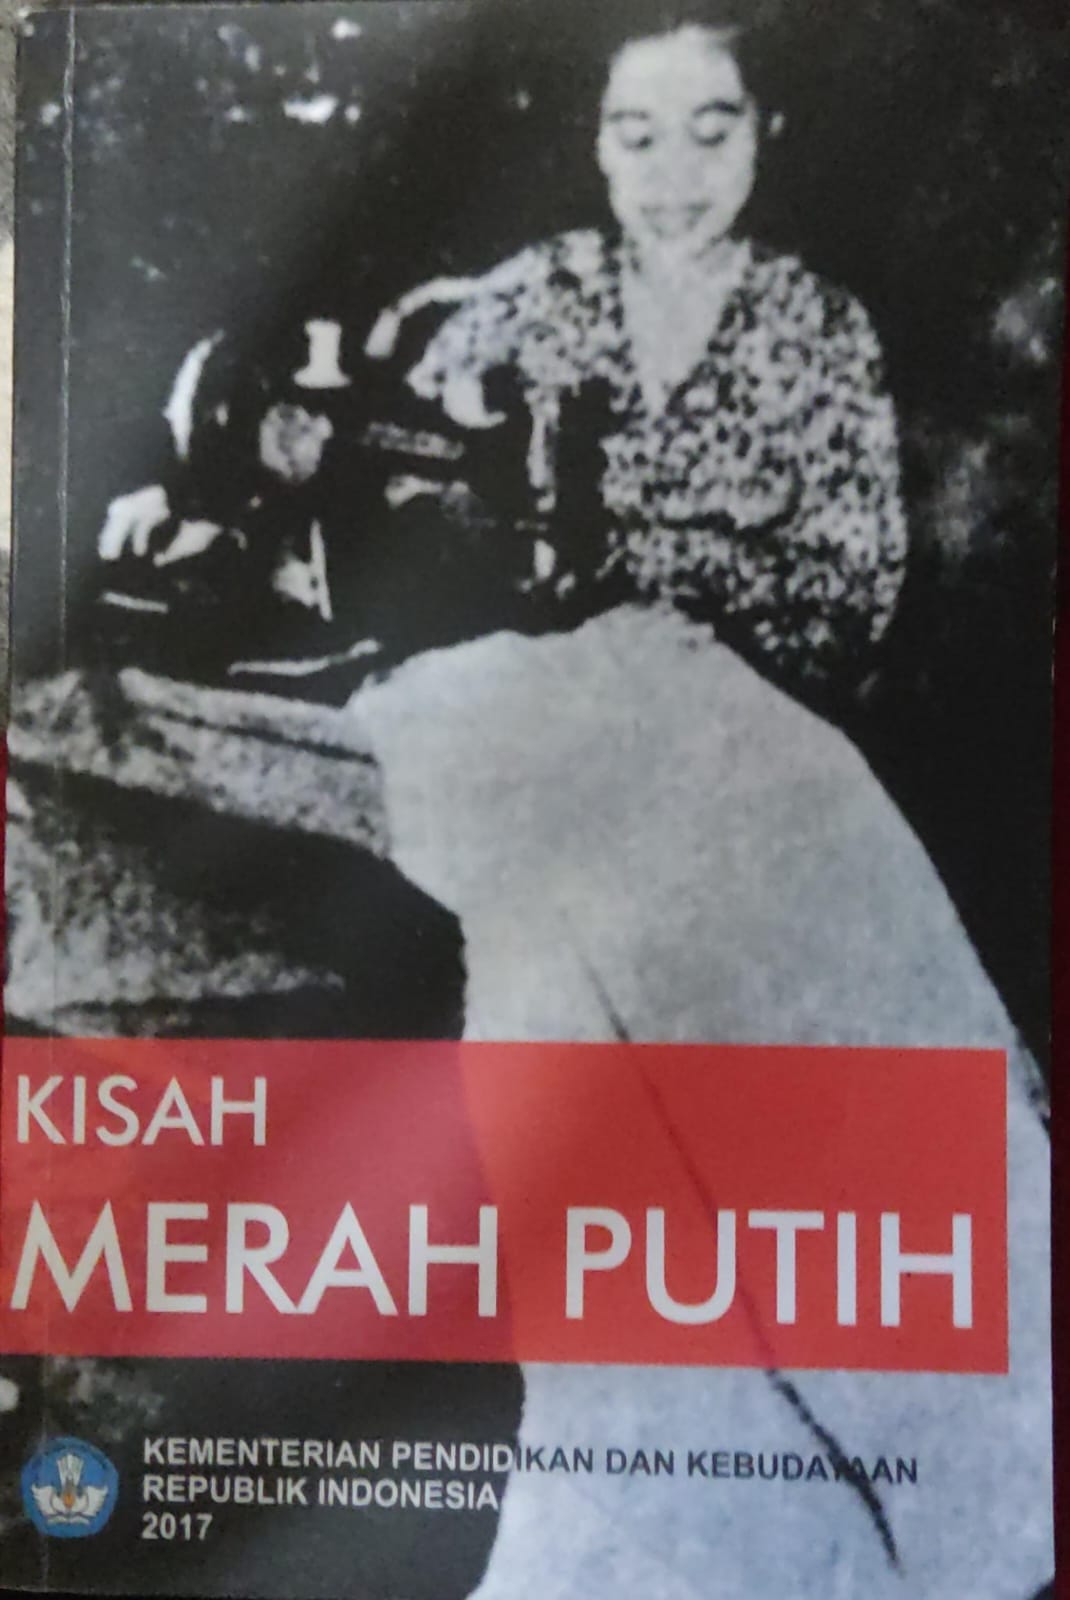 KISAH
MERAH PUTIH
KEMENTERIAN PENDIDIKAN DAN KEBUDAYAAN
REPUBLIK INDONESIA
2017